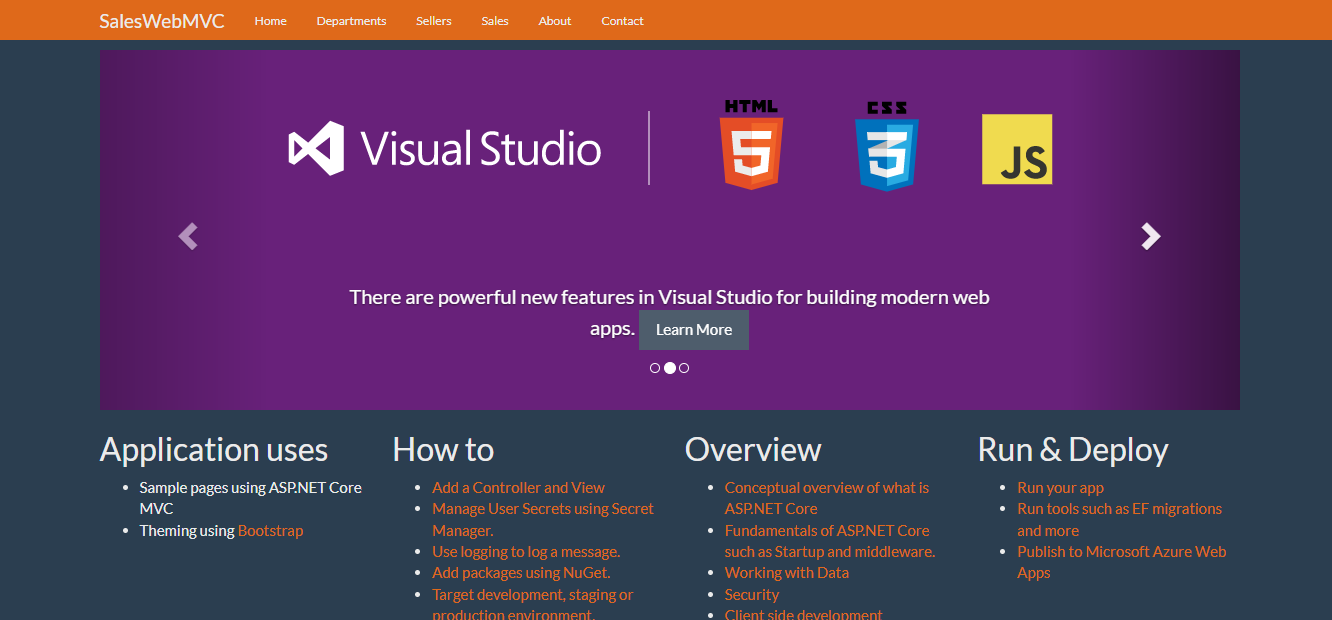 SalesWebMVC Home Departments Sellers Sales About Contact
HTML CSS
Visual Studio
5 3 JS
There are powerful new features in Visual Studio for building modern web
apps. Learn More
Application uses
Sample pages using ASP.NET Core
MVC
Theming using Bootstrap
How to
Add a Controller and View
Manage User Secrets using Secret
Manager.
Use logging to log a message.
Add packages using NuGet.
Target development, staging or
production environment.
Overview
Conceptual overview of what is
ASP.NET Core
Fundamentals of ASP.NET Core
such as Startup and middleware.
Working with Data
Security
Client side development
Run & Deploy
Run your app
Run tools such as EF migrations
and more
Publish to Microsoft Azure Web
Apps